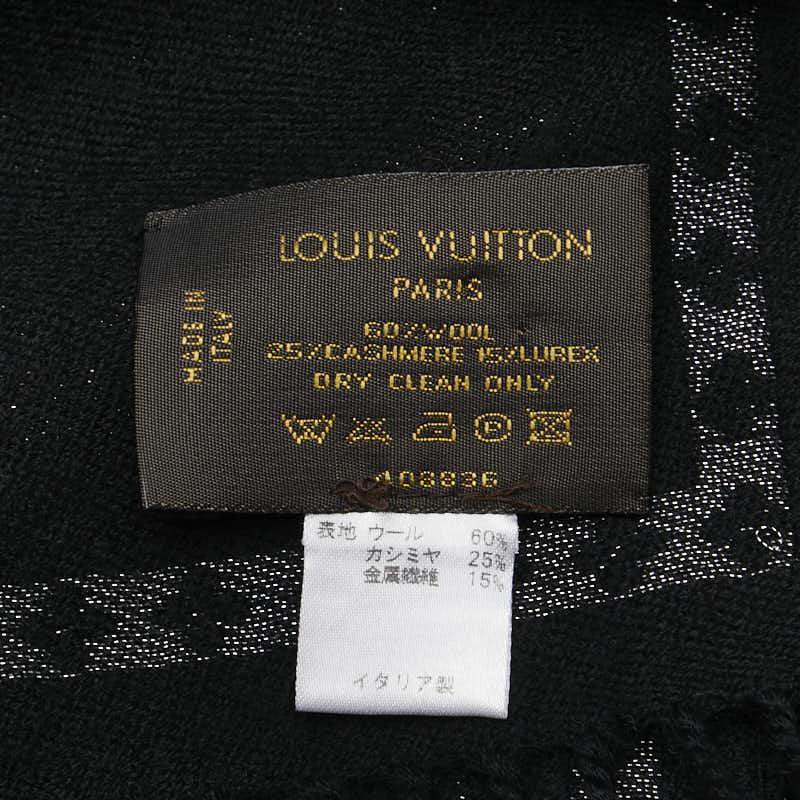 LOUIS VUITTON
PARIS
60%WOOL
25%CASHMERE 15%LUREX
DRY CLEAN ONLY
408836
MADE IN
ITALY
表地 ウール 60%
カシミヤ 25%
金属繊維 15%
イタリア製